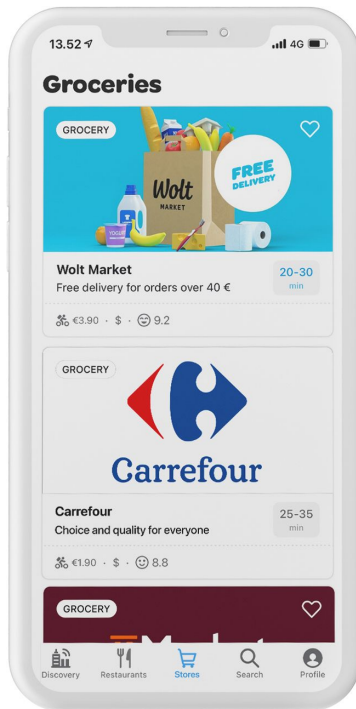 13.52
4G
Groceries
GROCERY
Wolt
MARKET
FREE
DELIVERY
YOGURT
Wolt Market
Free delivery for orders over 40 €
20-30
min
€3.90 · $ · 9.2
GROCERY
Carrefour
Carrefour
Choice and quality for everyone
25-35
min
€1.90 · $ · 8.8
GROCERY
Discovery
Restaurants
Stores
Search
Profile